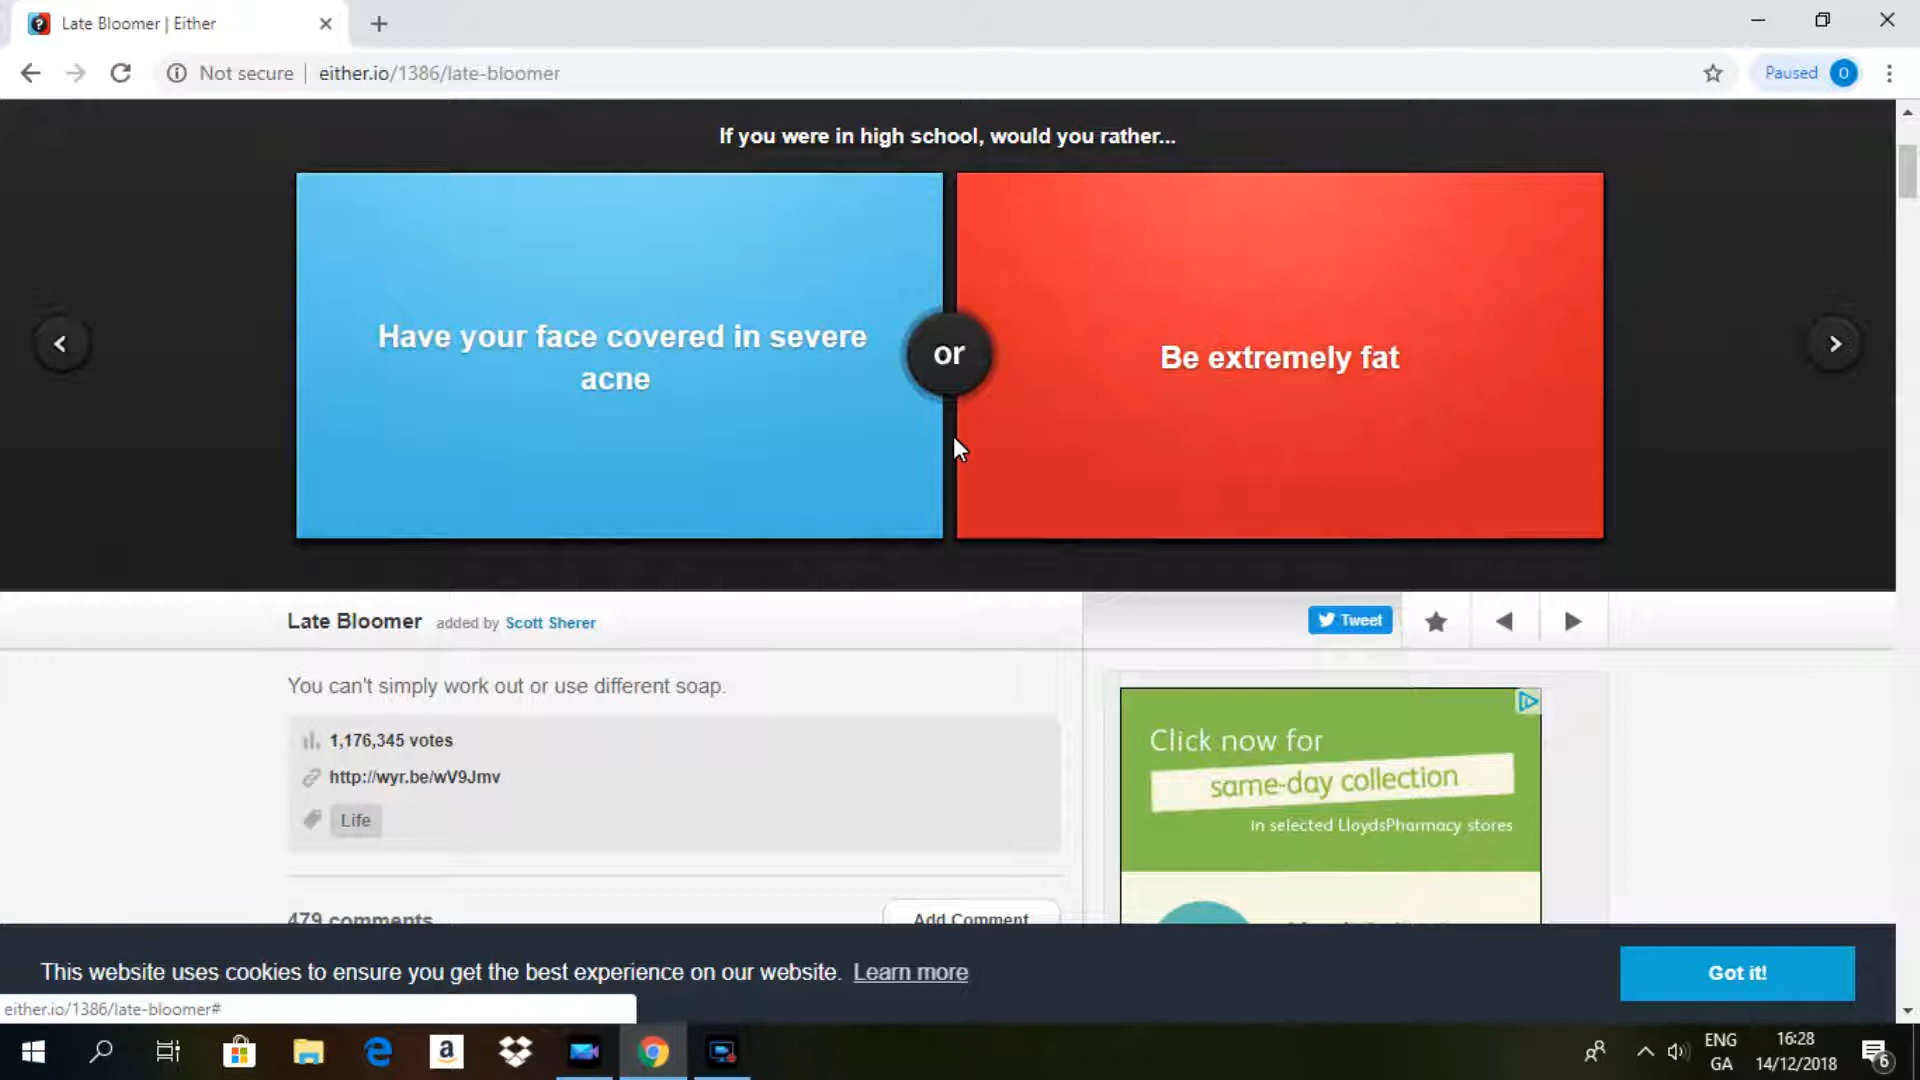 Late Bloomer | Either
Not secure
either.io/1386/late-bloomer
Paused
0
If you were in high school, would you rather...
Have your face covered in severe
acne
or
Be extremely fat
Late Bloomer added by Scott Sherer
Tweet
You can't simply work out or use different soap.
1,176,345 votes
http://wyr.be/wV9Jmv
Life
Click now for
same-day collection
in selected LloydsPharmacy stores
479 comments
Add Comment
This website uses cookies to ensure you get the best experience on our website. Learn more
Got it!
either.io/1386/late-bloomer#
ENG
GA
16:28
14/12/2018
6